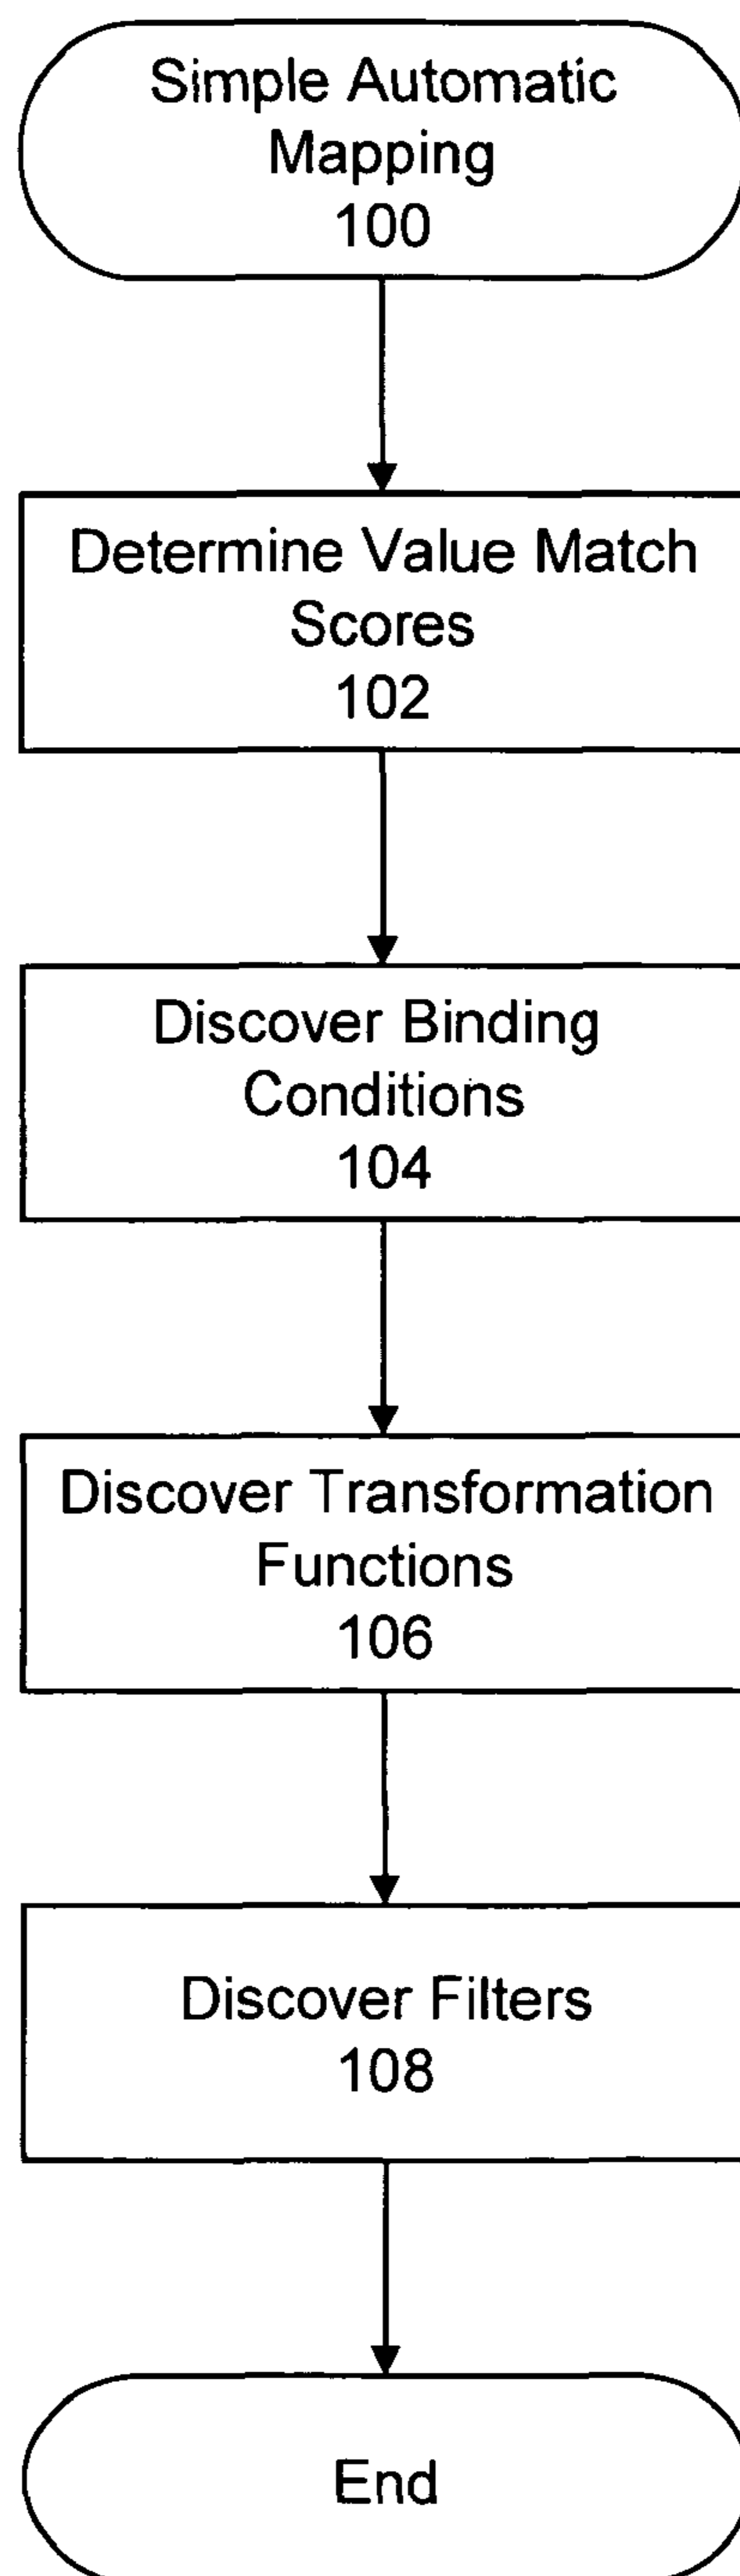 Simple Automatic
Mapping
100
Determine Value Match
Scores
102
Discover Binding
Conditions
104
Discover Transformation
Functions
106
Discover Filters
108
End